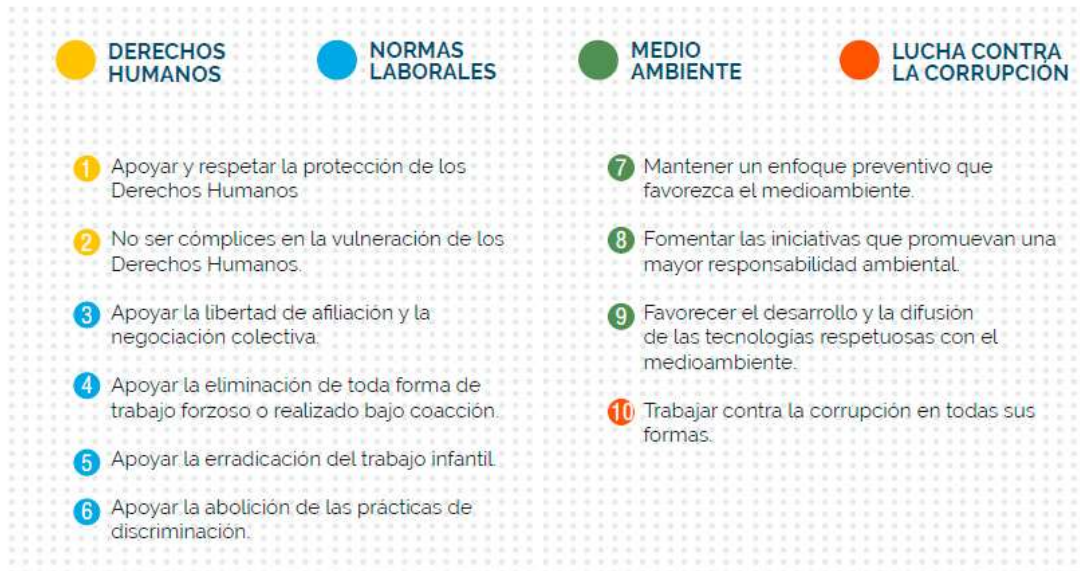 DERECHOS
HUMANOS
NORMAS
LABORALES
MEDIO
AMBIENTE
LUCHA CONTRA
LA CORRUPCIÓN
1 Apoyar y respetar la protección de los
Derechos Humanos
2 No ser cómplices en la vulneración de los
Derechos Humanos.
3 Apoyar la libertad de afiliación y la
negociación colectiva.
4 Apoyar la eliminación de toda forma de
trabajo forzoso o realizado bajo coacción.
5 Apoyar la erradicación del trabajo infantil.
6 Apoyar la abolición de las prácticas de
discriminación.
7 Mantener un enfoque preventivo que
favorezca el medioambiente.
8 Fomentar las iniciativas que promuevan una
mayor responsabilidad ambiental.
9 Favorecer el desarrollo y la difusión
de las tecnologías respetuosas con el
medioambiente.
10 Trabajar contra la corrupción en todas sus
formas.